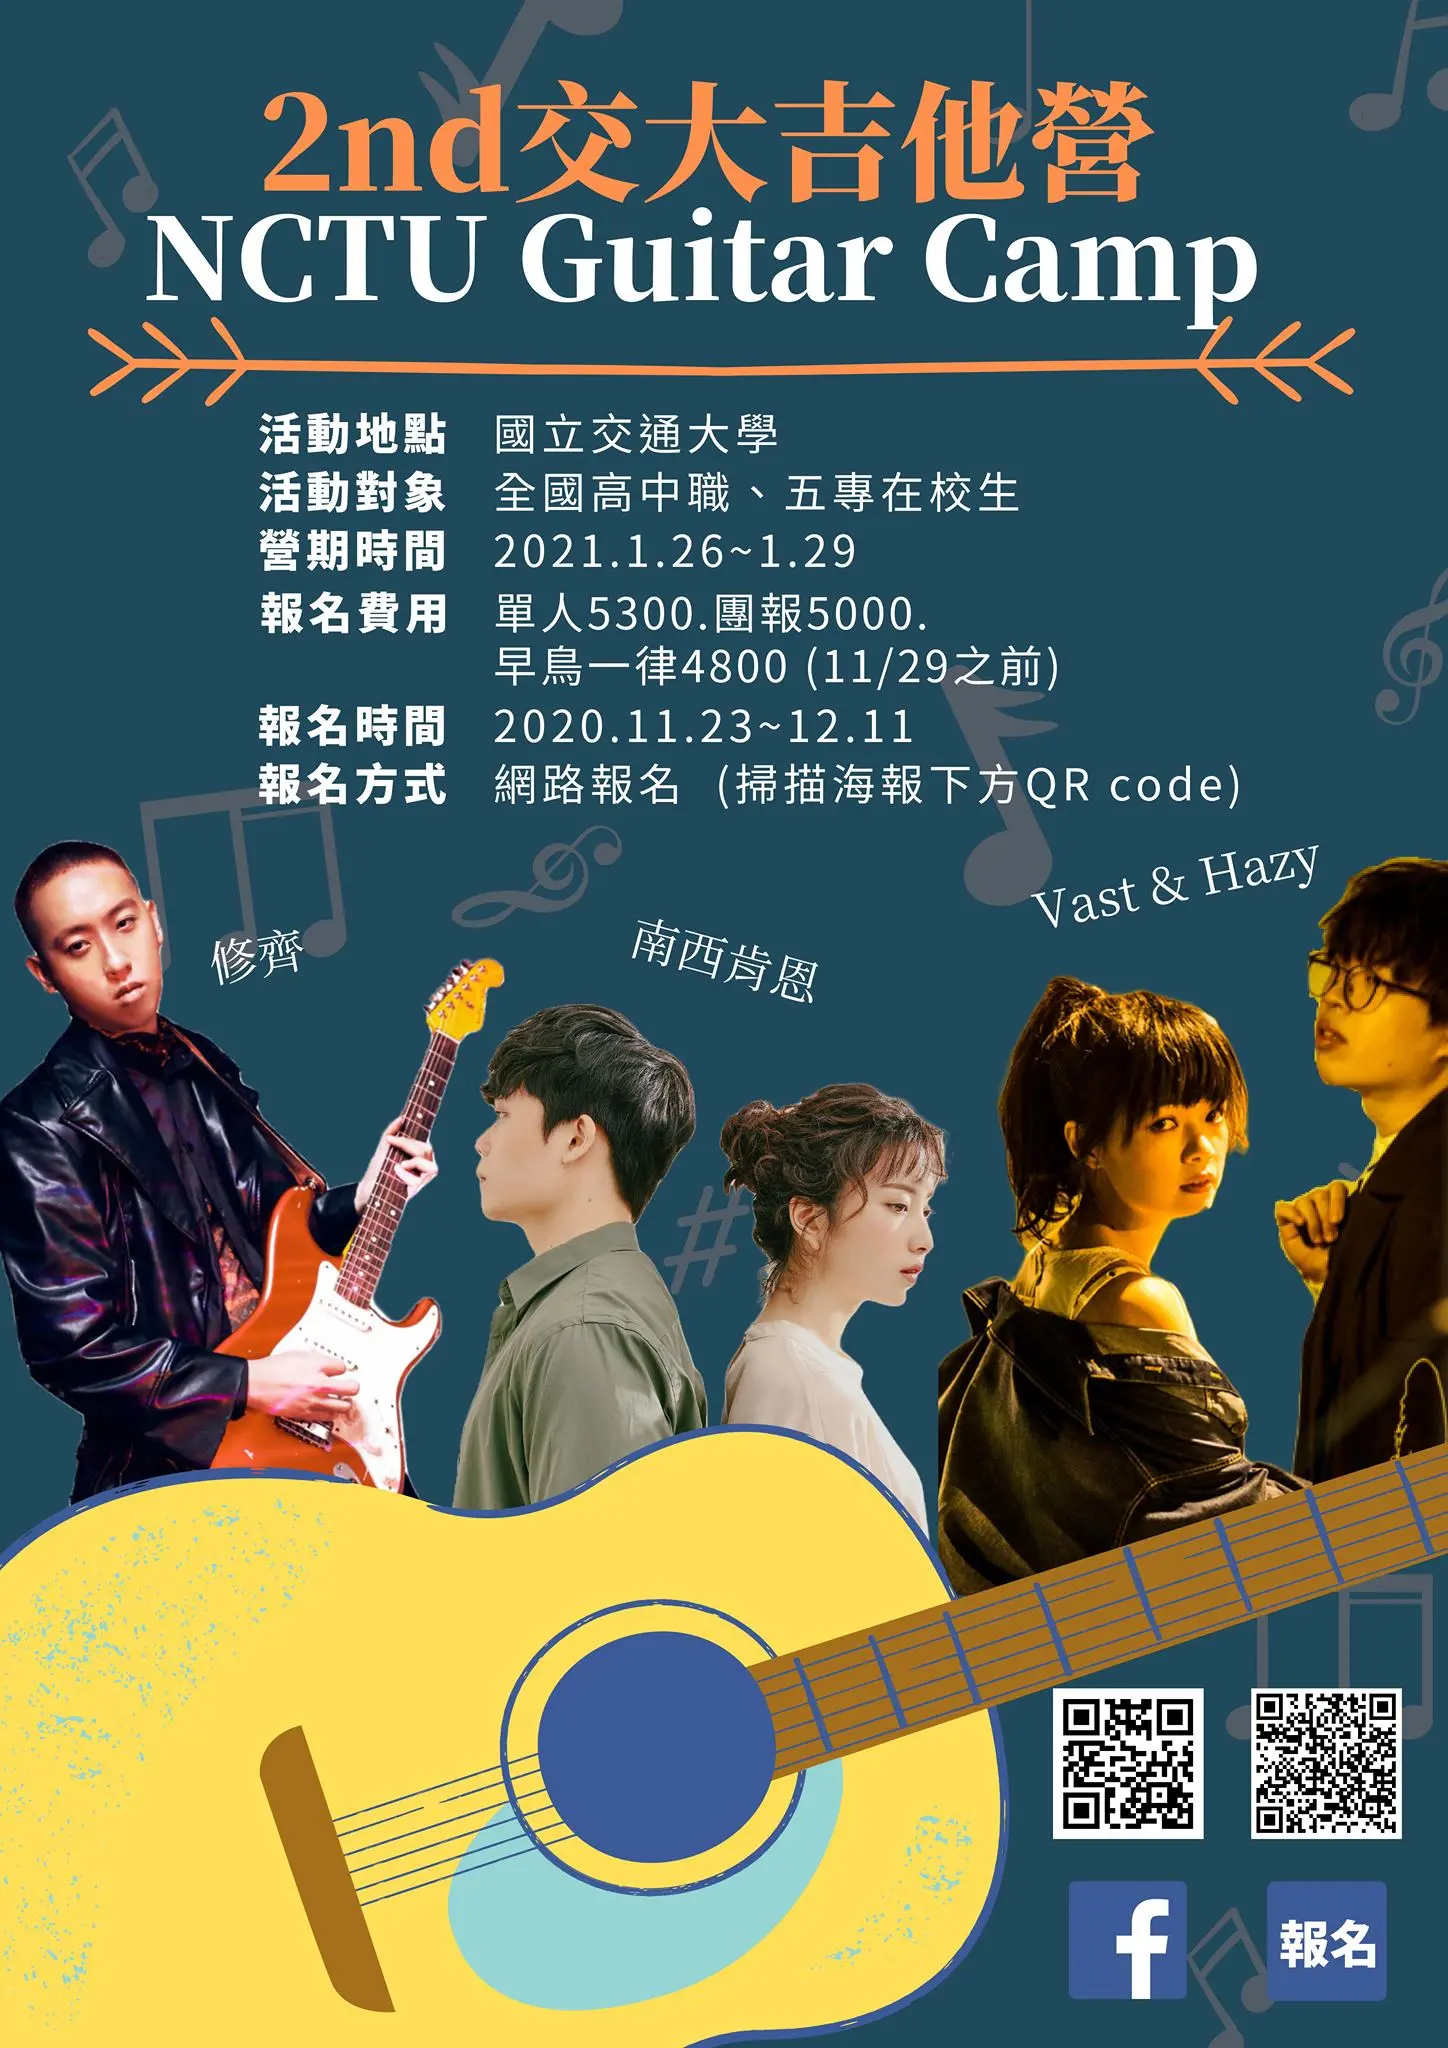 2nd交大吉他營
NCTU Guitar Camp
活動地點 國立交通大學
活動對象 全國高中職、五專在校生
營期時間 2021.1.26~1.29
報名費用 單人5300.團報5000.
早鳥一律4800 (11/29之前)
報名時間 2020.11.23~12.11
報名方式 網路報名 (掃描海報下方QR code)
修齊
南西肯恩
Vast & Hazy
#
f
報名